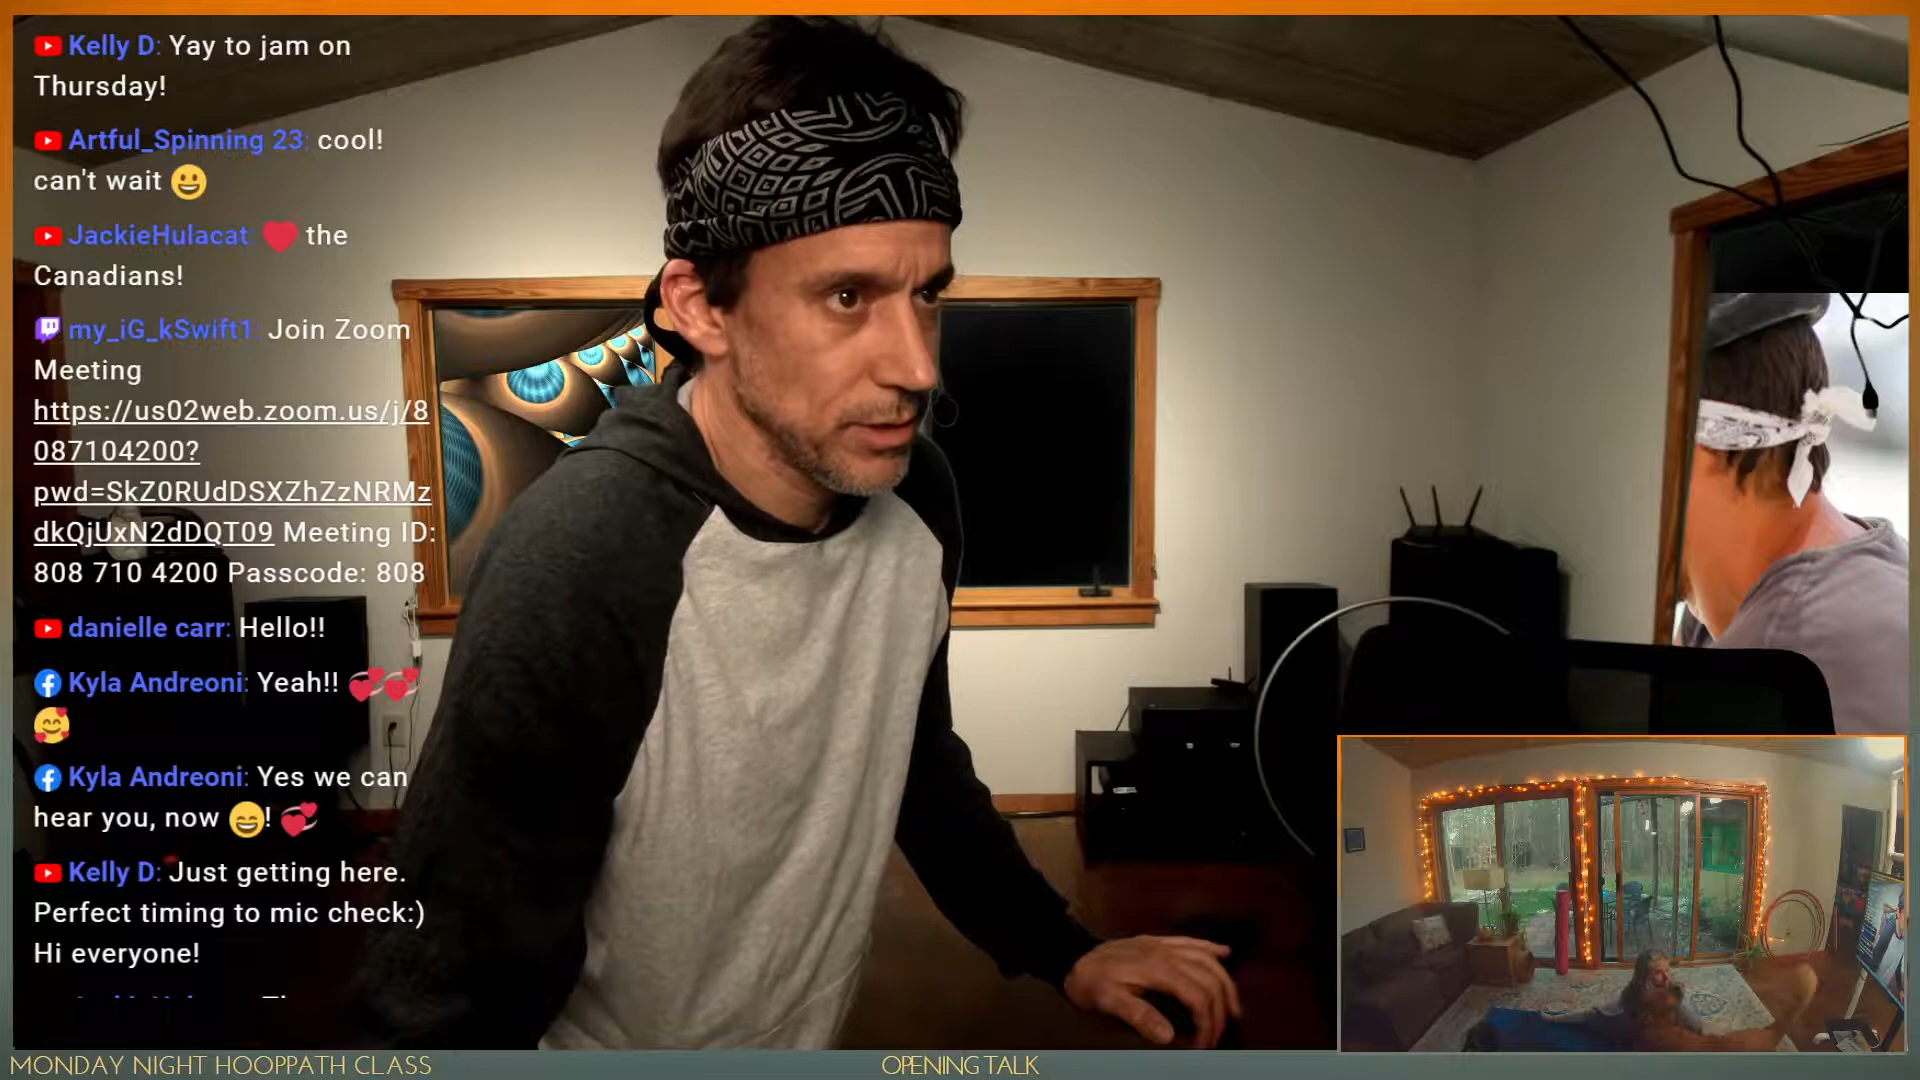 Kelly D: Yay to jam on
Thursday!
Artful_Spinning 23: cool!
can't wait 😀
JackieHulacat: ❤️ the
Canadians!
my_iG_kSwift1: Join Zoom
Meeting
https://us02web.zoom.us/j/8
087104200?
pwd=SkZ0RUdDSXZhZzNRMz
dkQjUxN2dDQT09 Meeting ID:
808 710 4200 Passcode: 808
danielle carr: Hello!!
Kyla Andreoni: Yeah!! 💞💞
🥰
Kyla Andreoni: Yes we can
hear you, now 😄! 💞
Kelly D: Just getting here.
Perfect timing to mic check:)
Hi everyone!
MONDAY NIGHT HOOPPATH CLASS
OPENING TALK